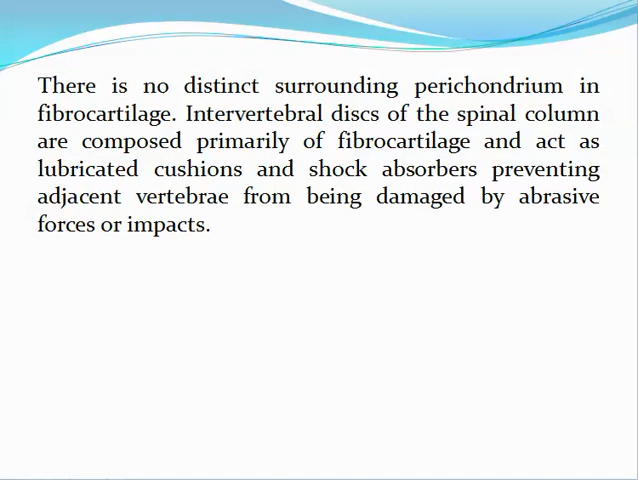 There is no distinct surrounding perichondrium in
fibrocartilage. Intervertebral discs of the spinal column
are composed primarily of fibrocartilage and act as
lubricated cushions and shock absorbers preventing
adjacent vertebrae from being damaged by abrasive
forces or impacts.